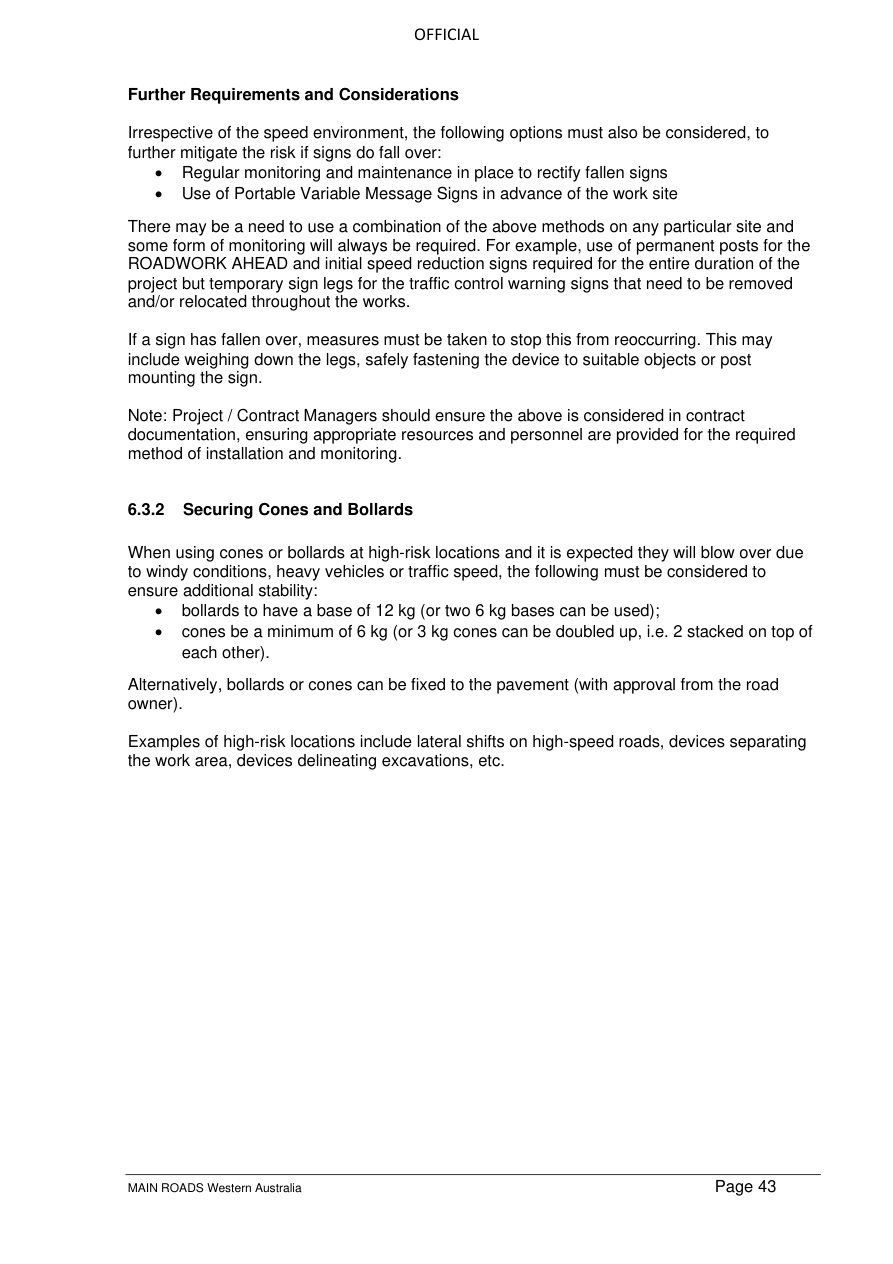 OFFICIAL
Further Requirements and Considerations
Irrespective of the speed environment, the following options must also be considered, to
further mitigate the risk if signs do fall over:
• Regular monitoring and maintenance in place to rectify fallen signs
• Use of Portable Variable Message Signs in advance of the work site
There may be a need to use a combination of the above methods on any particular site and
some form of monitoring will always be required. For example, use of permanent posts for the
ROADWORK AHEAD and initial speed reduction signs required for the entire duration of the
project but temporary sign legs for the traffic control warning signs that need to be removed
and/or relocated throughout the works.
If a sign has fallen over, measures must be taken to stop this from reoccurring. This may
include weighing down the legs, safely fastening the device to suitable objects or post
mounting the sign.
Note: Project / Contract Managers should ensure the above is considered in contract
documentation, ensuring appropriate resources and personnel are provided for the required
method of installation and monitoring.
6.3.2 Securing Cones and Bollards
When using cones or bollards at high-risk locations and it is expected they will blow over due
to windy conditions, heavy vehicles or traffic speed, the following must be considered to
ensure additional stability:
• bollards to have a base of 12 kg (or two 6 kg bases can be used);
• cones be a minimum of 6 kg (or 3 kg cones can be doubled up, i.e. 2 stacked on top of
each other).
Alternatively, bollards or cones can be fixed to the pavement (with approval from the road
owner).
Examples of high-risk locations include lateral shifts on high-speed roads, devices separating
the work area, devices delineating excavations, etc.
MAIN ROADS Western Australia Page 43